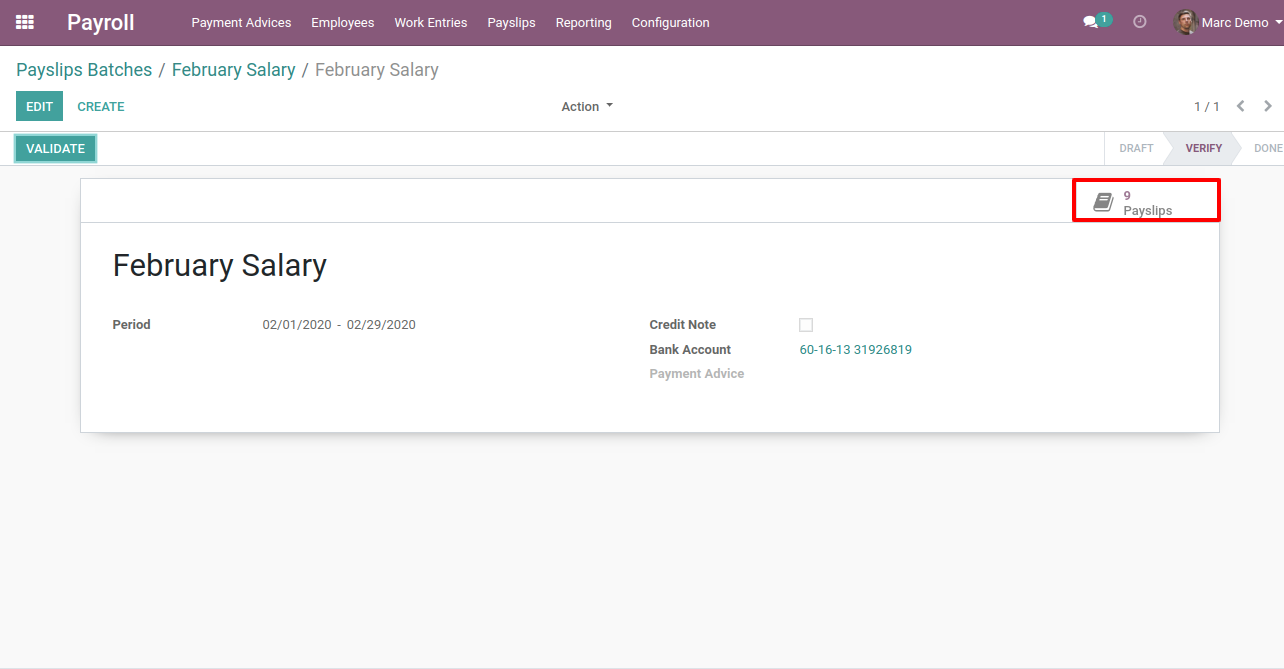 Payroll Payment Advices Employees Work Entries Payslips Reporting Configuration 1 Marc Demo
Payslips Batches / February Salary / February Salary
EDIT CREATE Action 1 / 1
VALIDATE DRAFT VERIFY DONE
9
Payslips
February Salary
Period 02/01/2020 - 02/29/2020 Credit Note
Bank Account 60-16-13 31926819
Payment Advice